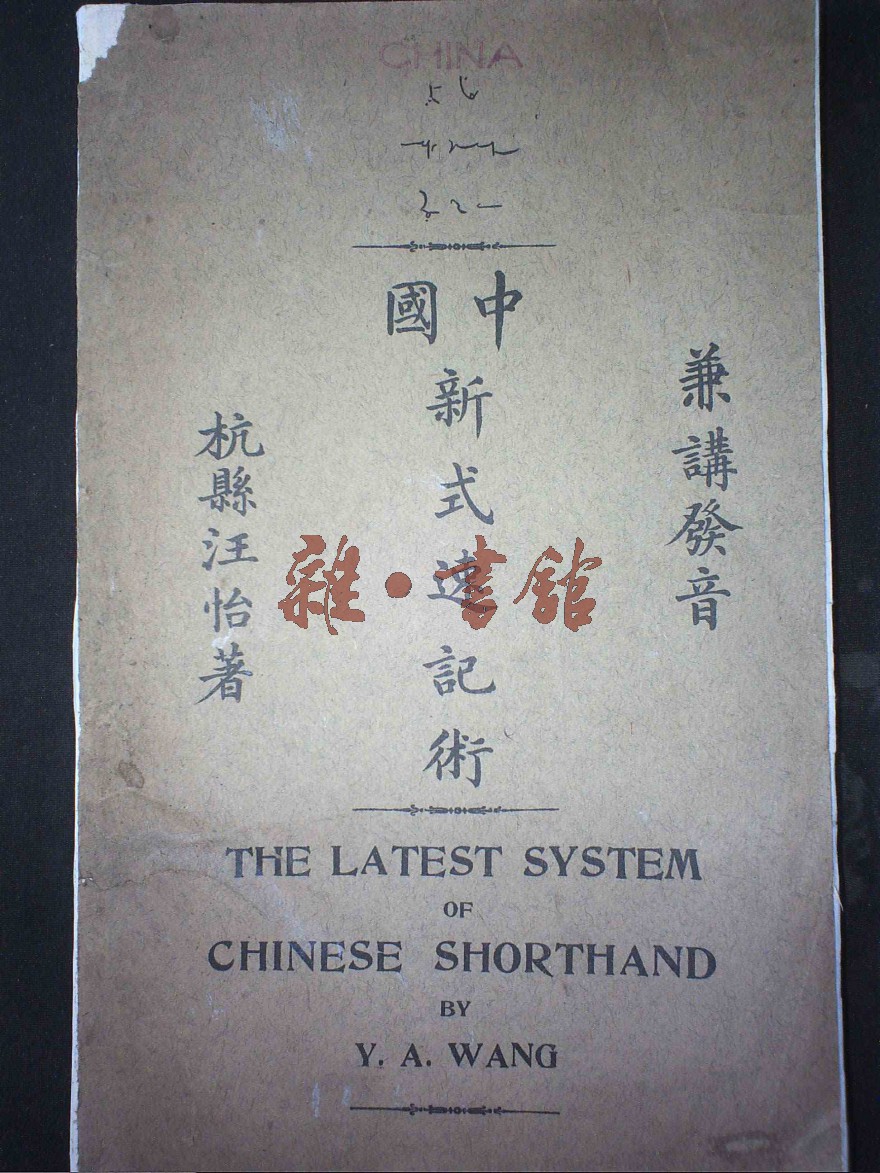 CHINA
中國
新式速記術
兼講發音
杭縣汪怡著
雜·書館
THE LATEST SYSTEM
OF
CHINESE SHORTHAND
BY
Y. A. WANG